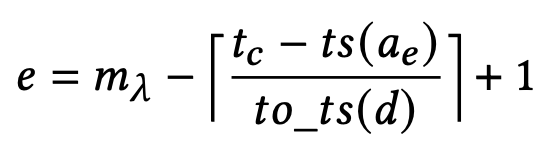 e = m_λ − ⌈ (t_c − ts(a_e)) / (to_ts(d)) ⌉ + 1